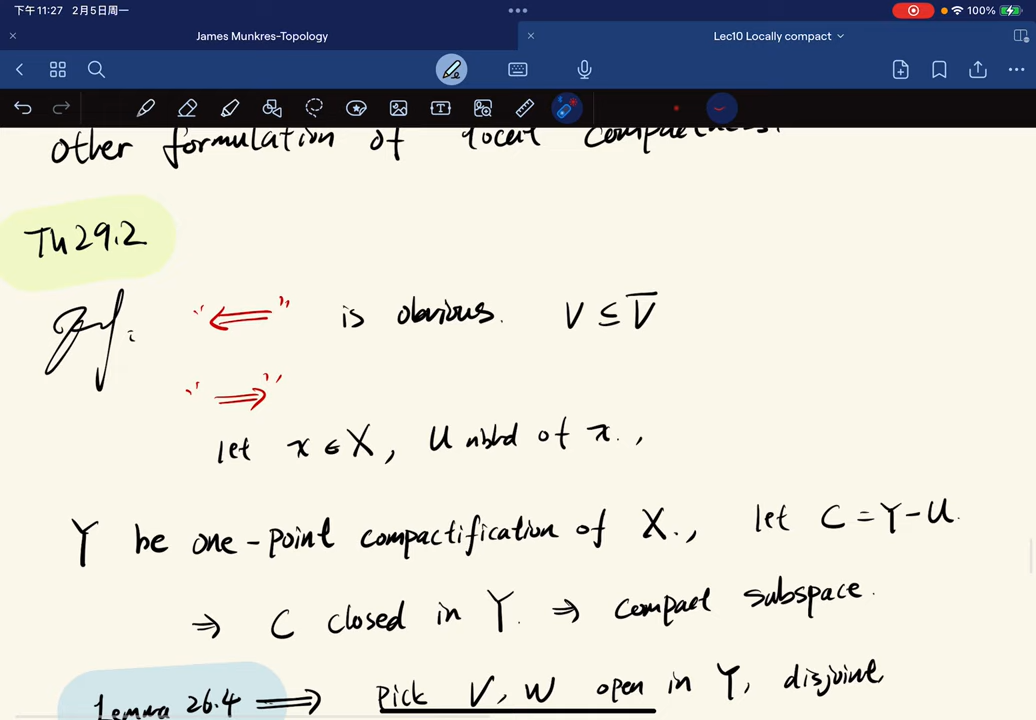 下午11:27 2月5日周一
100%
James Munkres-Topology
Lec10 Locally compact
other formulation of local compactness.
Th 29.2
Proof: "⇐" is obvious. V ⊆ V̅
"⇒"
let x ∈ X, U nbhd of x.,
Y be one-point compactification of X., let C = Y - U.
⇒ C closed in Y. ⇒ compact subspace.
Lemma 26.4 ⟹ Pick V, W open in Y, disjoint,